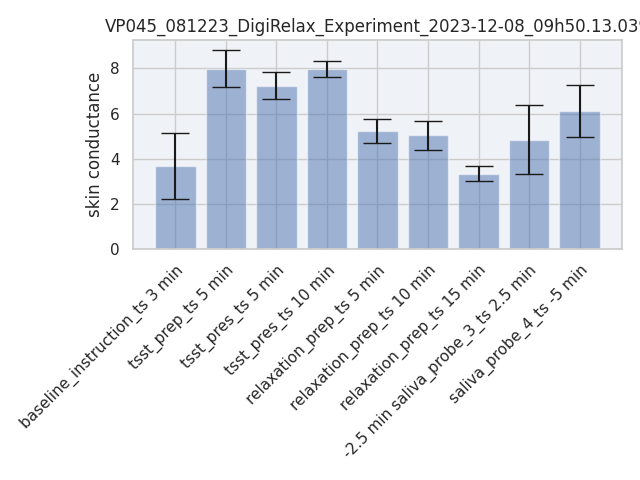 VP045_081223_DigiRelax_Experiment_2023-12-08_09h50.13.039
skin conductance
8
6
4
2
0
baseline_instruction_ts 3 min
tsst_prep_ts 5 min
tsst_pres_ts 5 min
tsst_pres_ts 10 min
relaxation_prep_ts 5 min
relaxation_prep_ts 10 min
relaxation_prep_ts 15 min
-2.5 min saliva_probe_3_ts 2.5 min
saliva_probe_4_ts -5 min